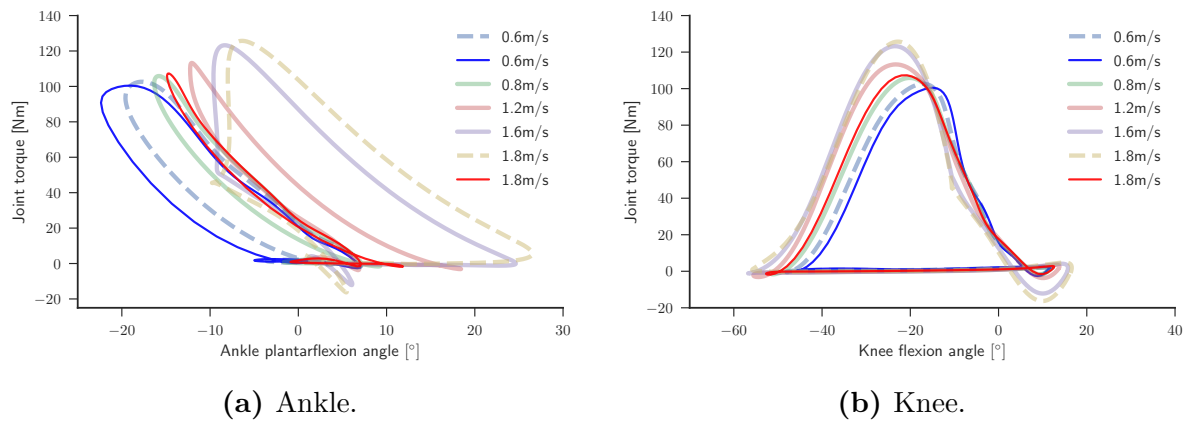 140
120
100
80
60
40
20
0
−20
Joint torque [Nm]
−20
−10
0
10
20
30
Ankle plantarflexion angle [°]
0.6m/s
0.6m/s
0.8m/s
1.2m/s
1.6m/s
1.8m/s
1.8m/s
(a) Ankle.
140
120
100
80
60
40
20
0
−20
Joint torque [Nm]
−60
−40
−20
0
20
40
Knee flexion angle [°]
0.6m/s
0.6m/s
0.8m/s
1.2m/s
1.6m/s
1.8m/s
1.8m/s
(b) Knee.